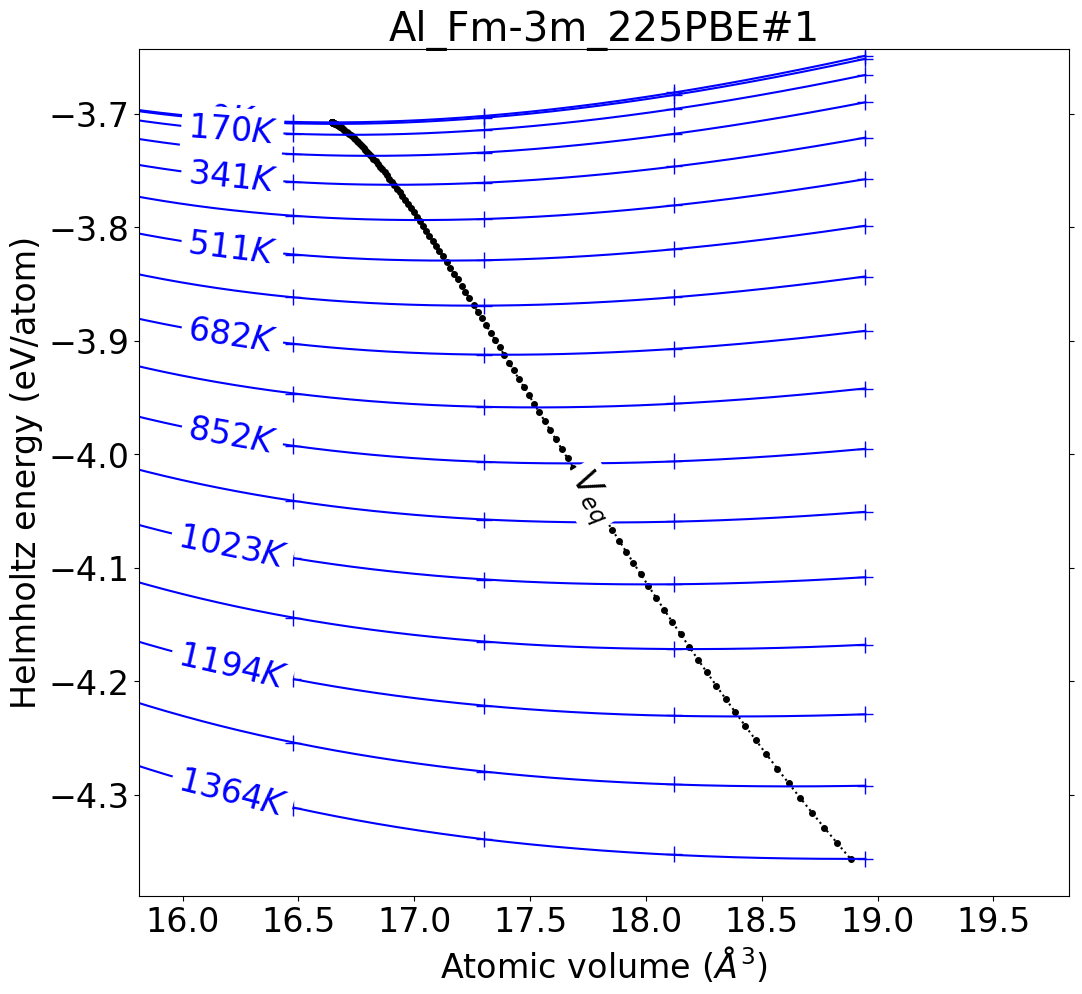 Al_Fm-3m_225PBE#1
Helmholtz energy (eV/atom)
−3.7
−3.8
−3.9
−4.0
−4.1
−4.2
−4.3
170K
341K
511K
682K
852K
1023K
1194K
1364K
V_eq
16.0 16.5 17.0 17.5 18.0 18.5 19.0 19.5
Atomic volume (Å³)